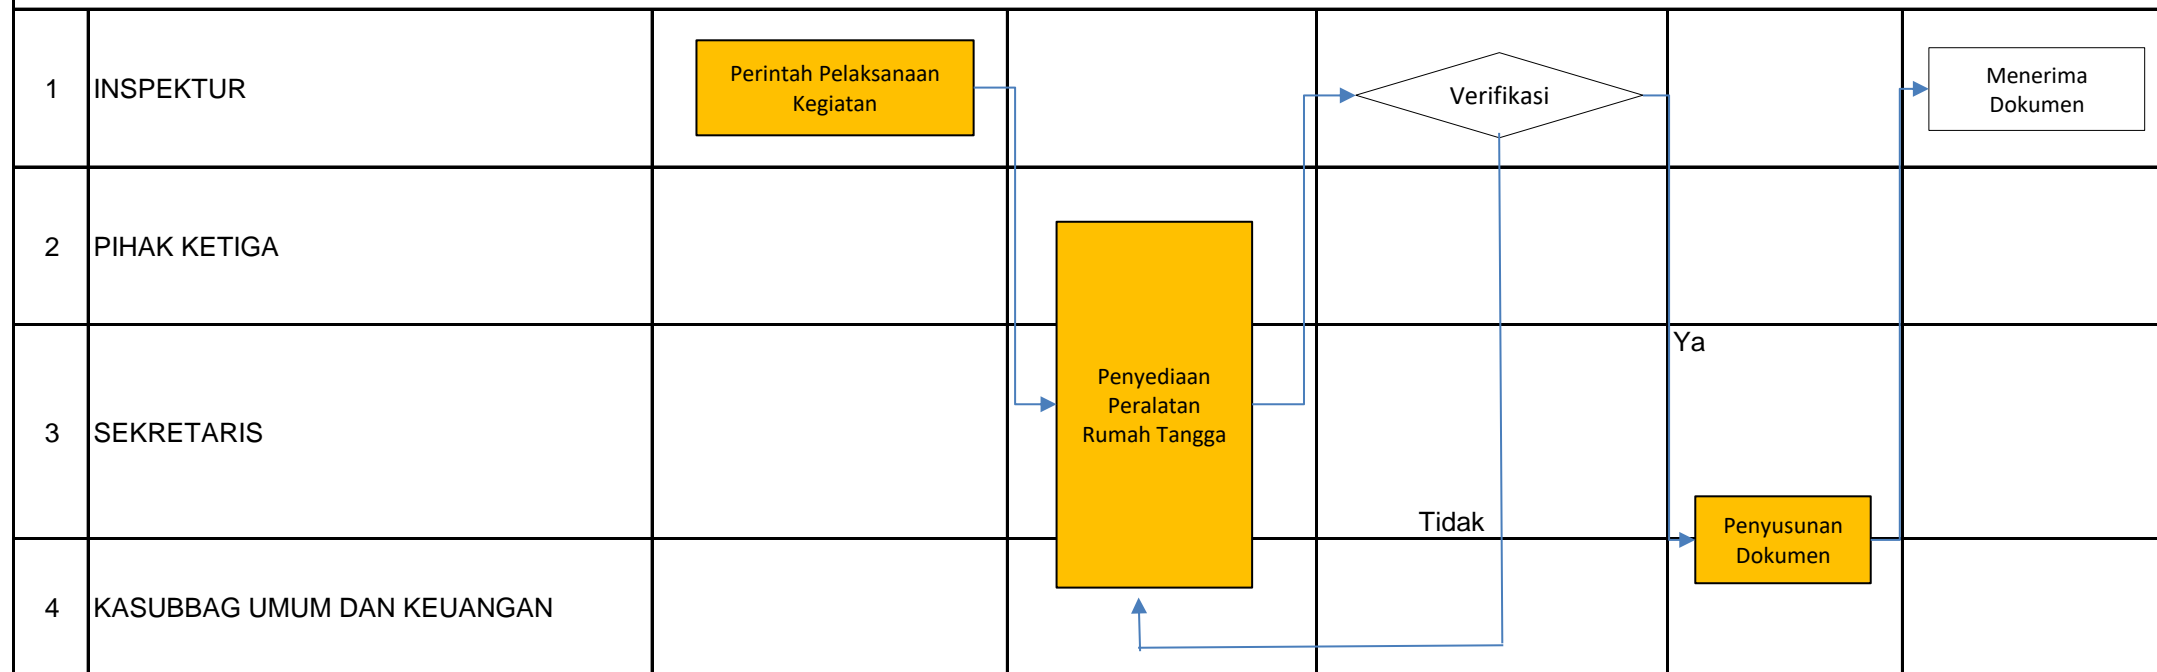 1 INSPEKTUR
Perintah Pelaksanaan
Kegiatan
Verifikasi
Menerima
Dokumen
2 PIHAK KETIGA
3 SEKRETARIS
Penyediaan
Peralatan
Rumah Tangga
Ya
Tidak
Penyusunan
Dokumen
4 KASUBBAG UMUM DAN KEUANGAN